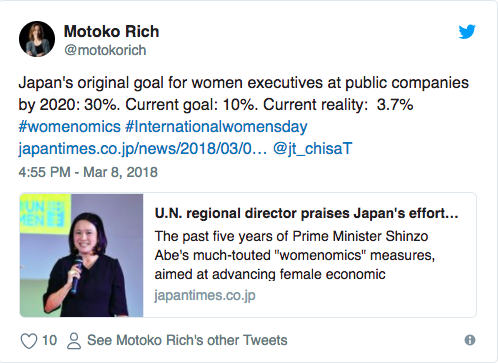 Motoko Rich
@motokorich
Japan's original goal for women executives at public companies
by 2020: 30%. Current goal: 10%. Current reality: 3.7%
#womenomics #Internationalwomensday
japantimes.co.jp/news/2018/03/0… @jt_chisaT
4:55 PM - Mar 8, 2018
UN
MEN
U.N. regional director praises Japan's effort…
The past five years of Prime Minister Shinzo
Abe's much-touted "womenomics" measures,
aimed at advancing female economic
japantimes.co.jp
10 See Motoko Rich's other Tweets